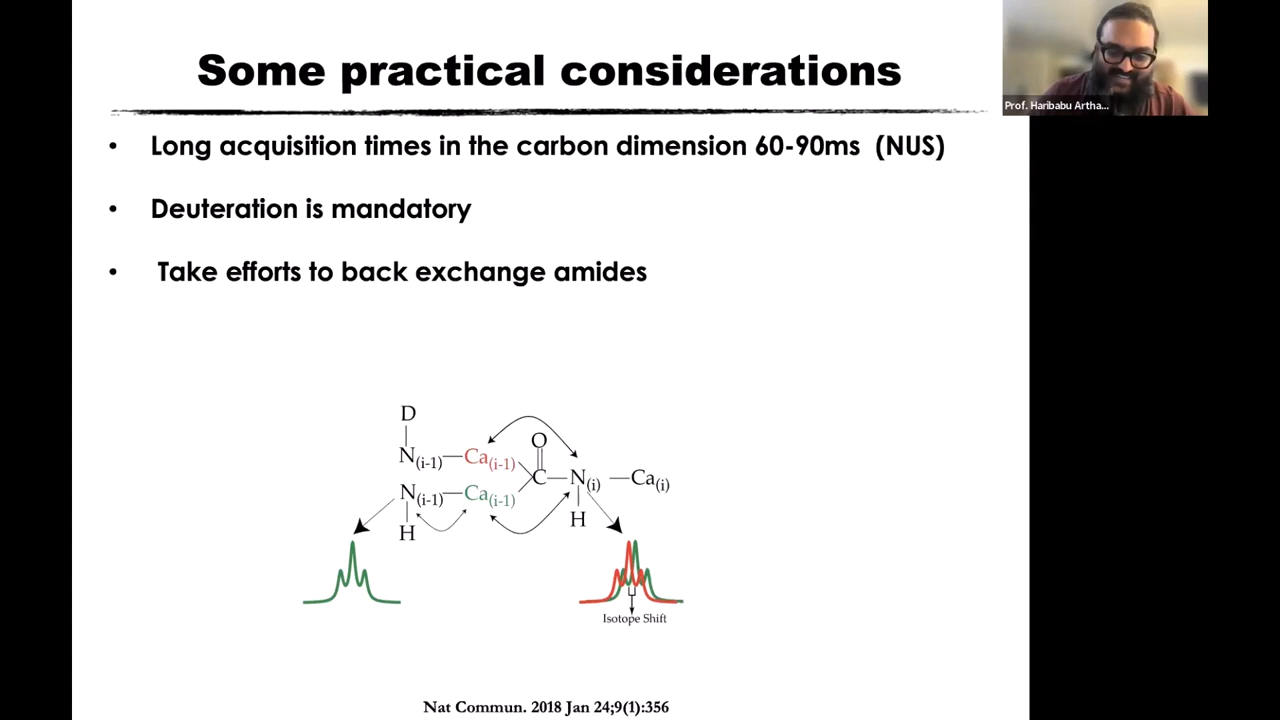 Some practical considerations
Prof. Haribabu Artha...
• Long acquisition times in the carbon dimension 60-90ms (NUS)
• Deuteration is mandatory
• Take efforts to back exchange amides
D
O
N(i-1)—Ca(i-1)
C—N(i) —Ca(i)
N(i-1)—Ca(i-1)
H
H
Isotope Shift
Nat Commun. 2018 Jan 24;9(1):356